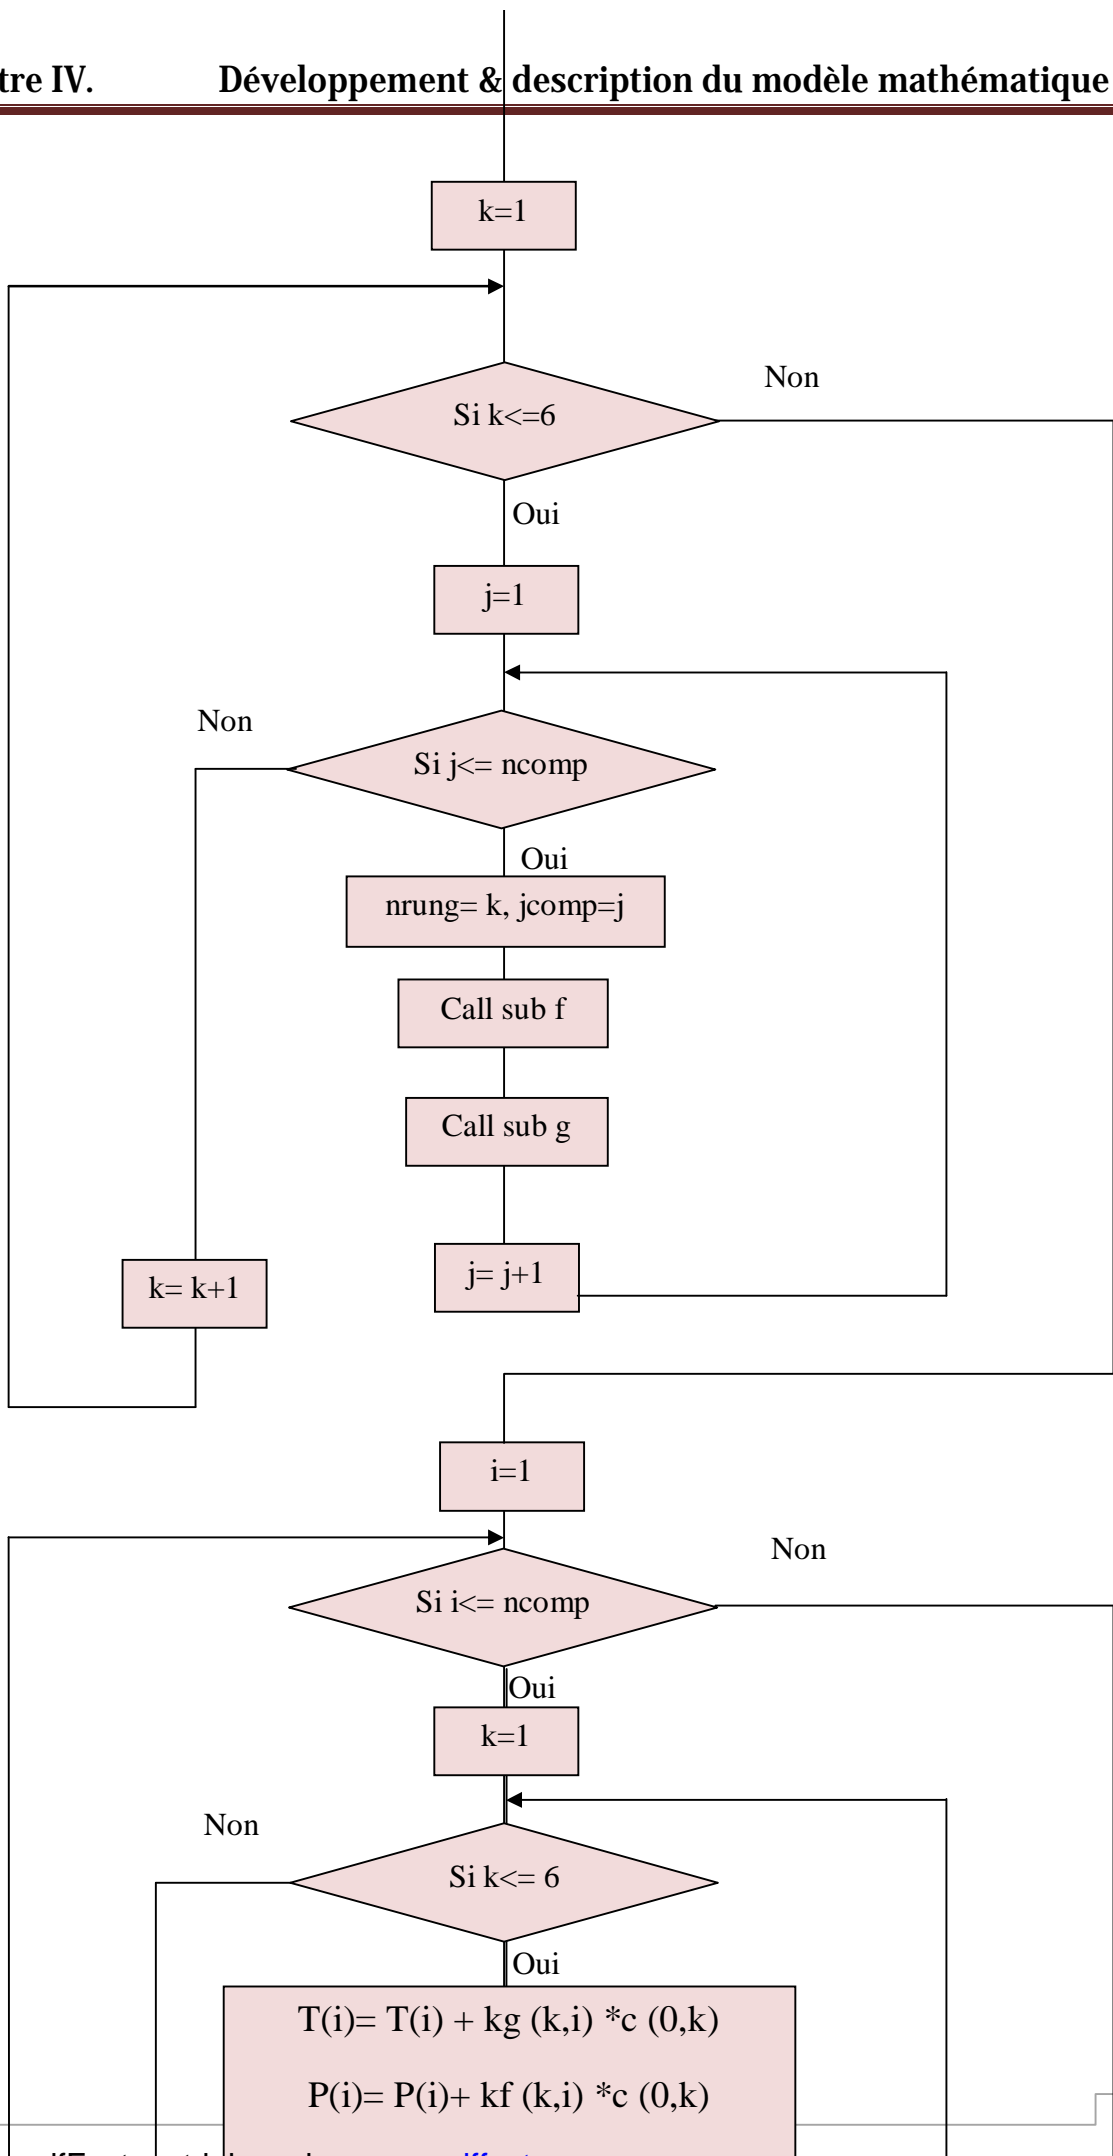 tre IV. Développement & description du modèle mathématique
k=1
Non
Si k<=6
Oui
j=1
Non
Si j<= ncomp
Oui
nrung= k, jcomp=j
Call sub f
Call sub g
j= j+1
k= k+1
i=1
Non
Si i<= ncomp
Oui
k=1
Non
Si k<= 6
Oui
T(i)= T(i) + kg (k,i) *c (0,k)
P(i)= P(i)+ kf (k,i) *c (0,k)